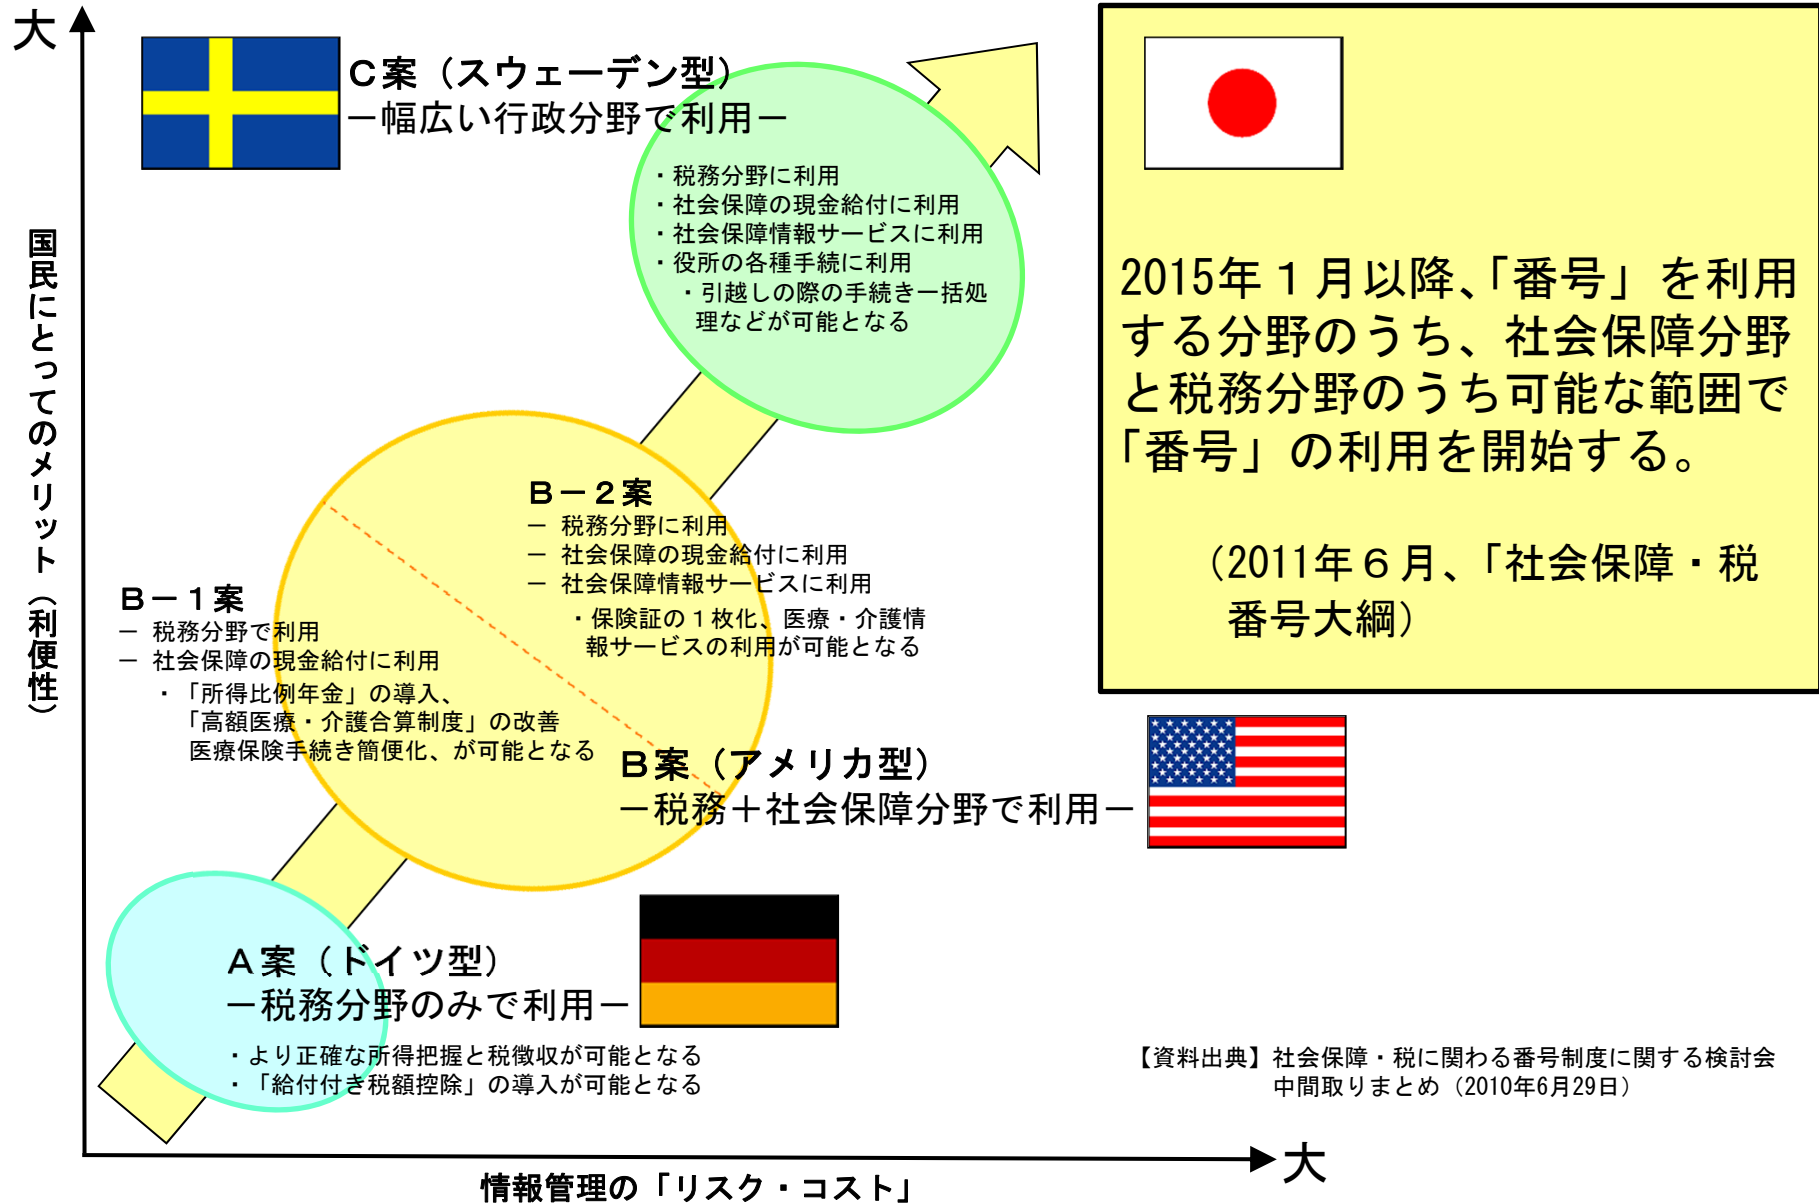 大
国民にとってのメリット（利便性）
Ｃ案（スウェーデン型）
－幅広い行政分野で利用－
・税務分野に利用
・社会保障の現金給付に利用
・社会保障情報サービスに利用
・役所の各種手続に利用
・引越しの際の手続き一括処
理などが可能となる
Ｂ－２案
－ 税務分野に利用
－ 社会保障の現金給付に利用
－ 社会保障情報サービスに利用
・保険証の１枚化、医療・介護情
報サービスの利用が可能となる
Ｂ－１案
－ 税務分野で利用
－ 社会保障の現金給付に利用
・「所得比例年金」の導入、
「高額医療・介護合算制度」の改善
医療保険手続き簡便化、が可能となる
Ｂ案（アメリカ型）
－税務＋社会保障分野で利用－
Ａ案（ドイツ型）
－税務分野のみで利用－
・より正確な所得把握と税徴収が可能となる
・「給付付き税額控除」の導入が可能となる
2015年１月以降、「番号」を利用
する分野のうち、社会保障分野
と税務分野のうち可能な範囲で
「番号」の利用を開始する。
（2011年６月、「社会保障・税
番号大綱）
【資料出典】社会保障・税に関わる番号制度に関する検討会
中間取りまとめ（2010年6月29日）
大
情報管理の「リスク・コスト」